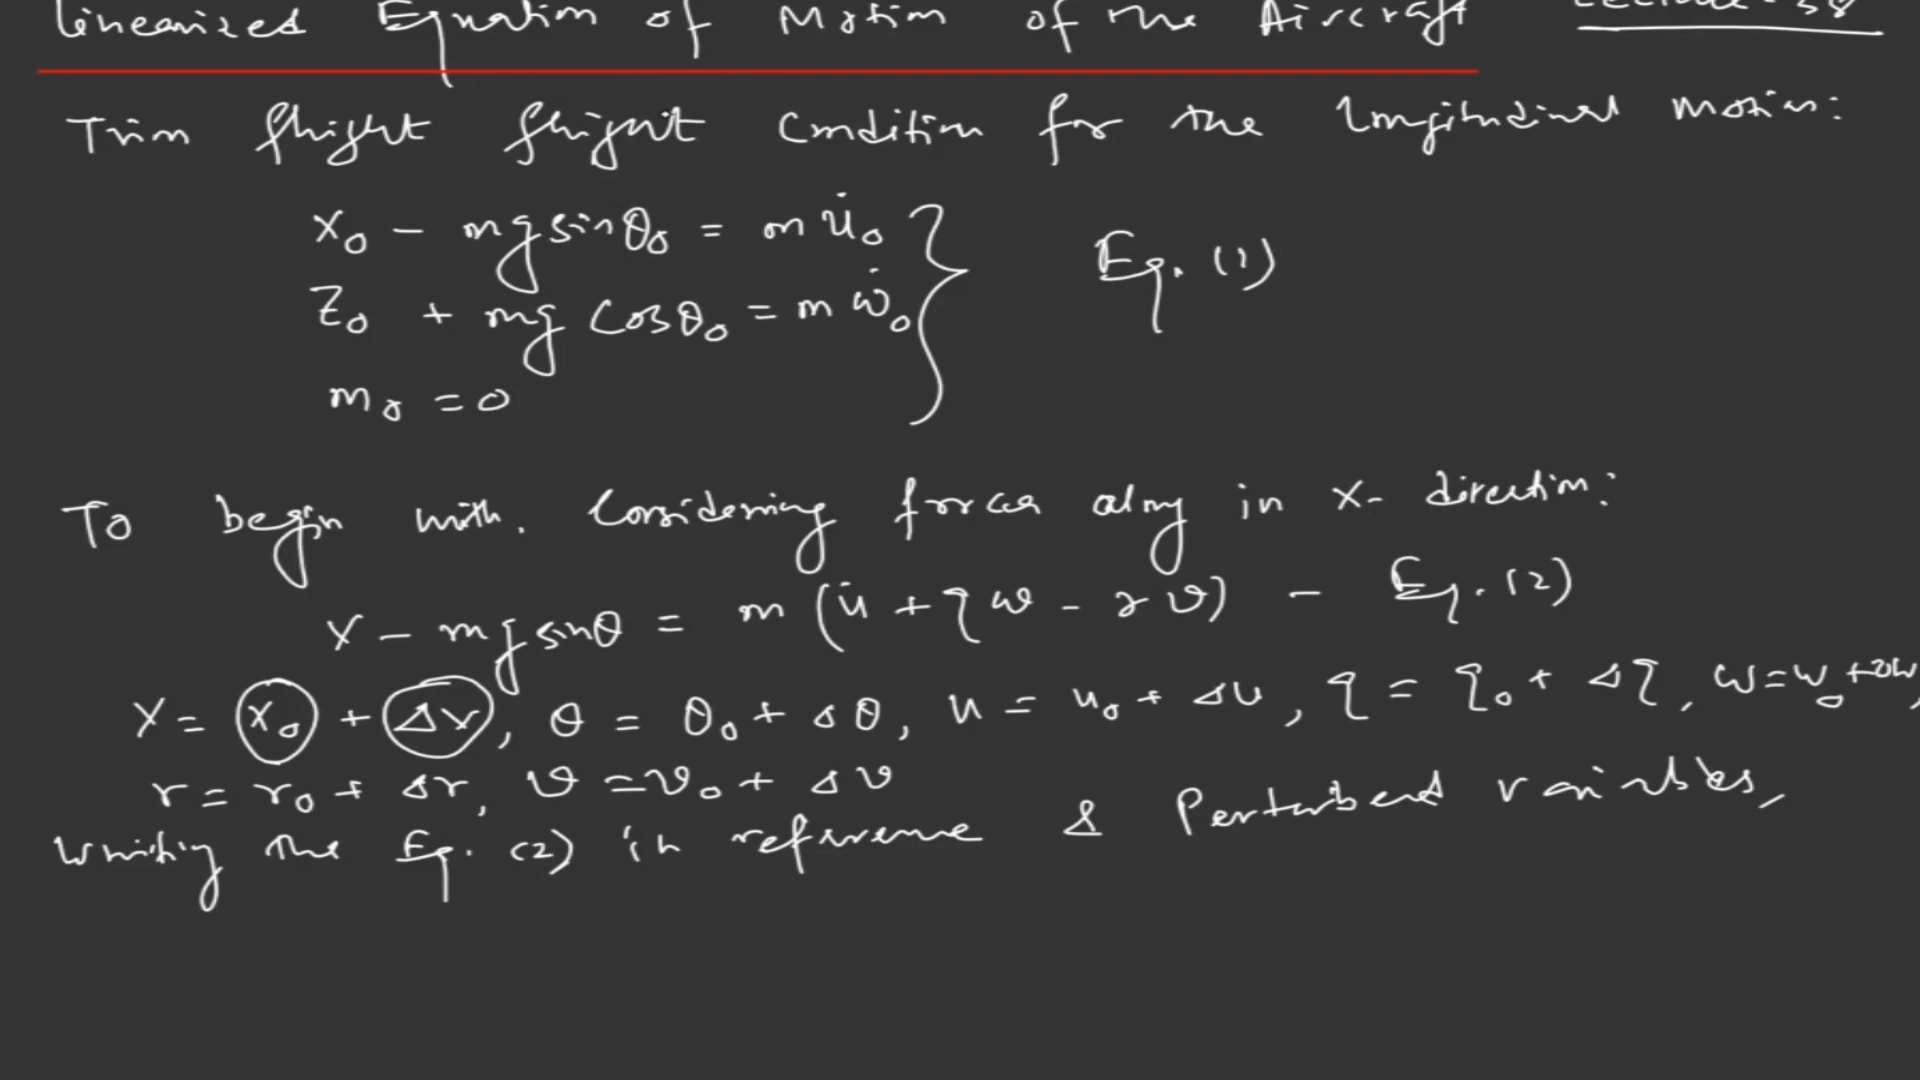 Linearized Equation of Motion of the Aircraft Lecture-38
Trim flight flight Condition for the longitudinal motion:
X₀ - mg sinθ₀ = m u̇₀
Z₀ + mg cosθ₀ = m ẇ₀
Eq. (1)
m₀ = 0
To begin with. Considering forces along in X- direction:
X - mg sinθ = m (u̇ + qw - rv) - Eq. (2)
X = X₀ + ΔX, θ = θ₀ + Δθ, u = u₀ + Δu, q = q₀ + Δq, w = w₀ + Δw,
r = r₀ + Δr, v = v₀ + Δv
Writing the Eq. (2) in reference & Perturbed variables,